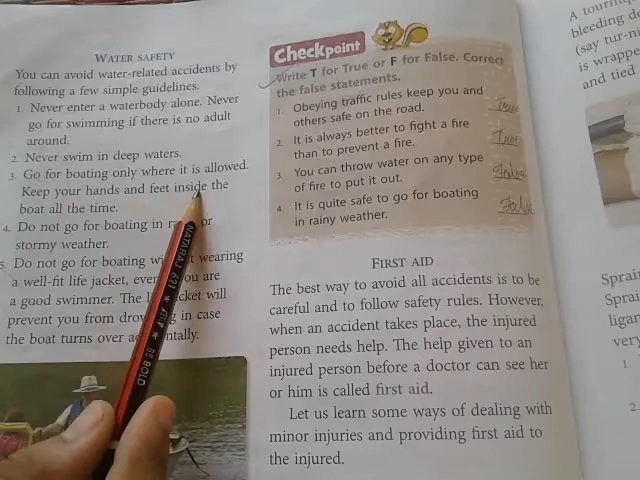 WATER SAFETY
You can avoid water-related accidents by
following a few simple guidelines.
1. Never enter a waterbody alone. Never
go for swimming if there is no adult
around.
2. Never swim in deep waters.
3. Go for boating only where it is allowed.
Keep your hands and feet inside the
boat all the time.
4. Do not go for boating in or
stormy weather.
5. Do not go for boating wearing
a well-fit life jacket, even you are
a good swimmer. The
prevent you from in case
the boat turns over
NATARAJ 621 BOLD
Checkpoint
Write T for True or F for False. Correct
the false statements.
1. Obeying traffic rules keep you and
others safe on the road. True
2. It is always better to fight a fire
than to prevent a fire. True
3. You can throw water on any type
of fire to put it out. False
4. It is quite safe to go for boating
in rainy weather. False
FIRST AID
The best way to avoid all accidents is to be
careful and to follow safety rules. However,
when an accident takes place, the injured
person needs help. The help given to an
injured person before a doctor can see her
or him is called first aid.
Let us learn some ways of dealing with
minor injuries and providing first aid to
the injured.
A
bleeding
(say tur-ni
is wrappe
and tied
Sprai
Sprai
ligan
very
1.
2.